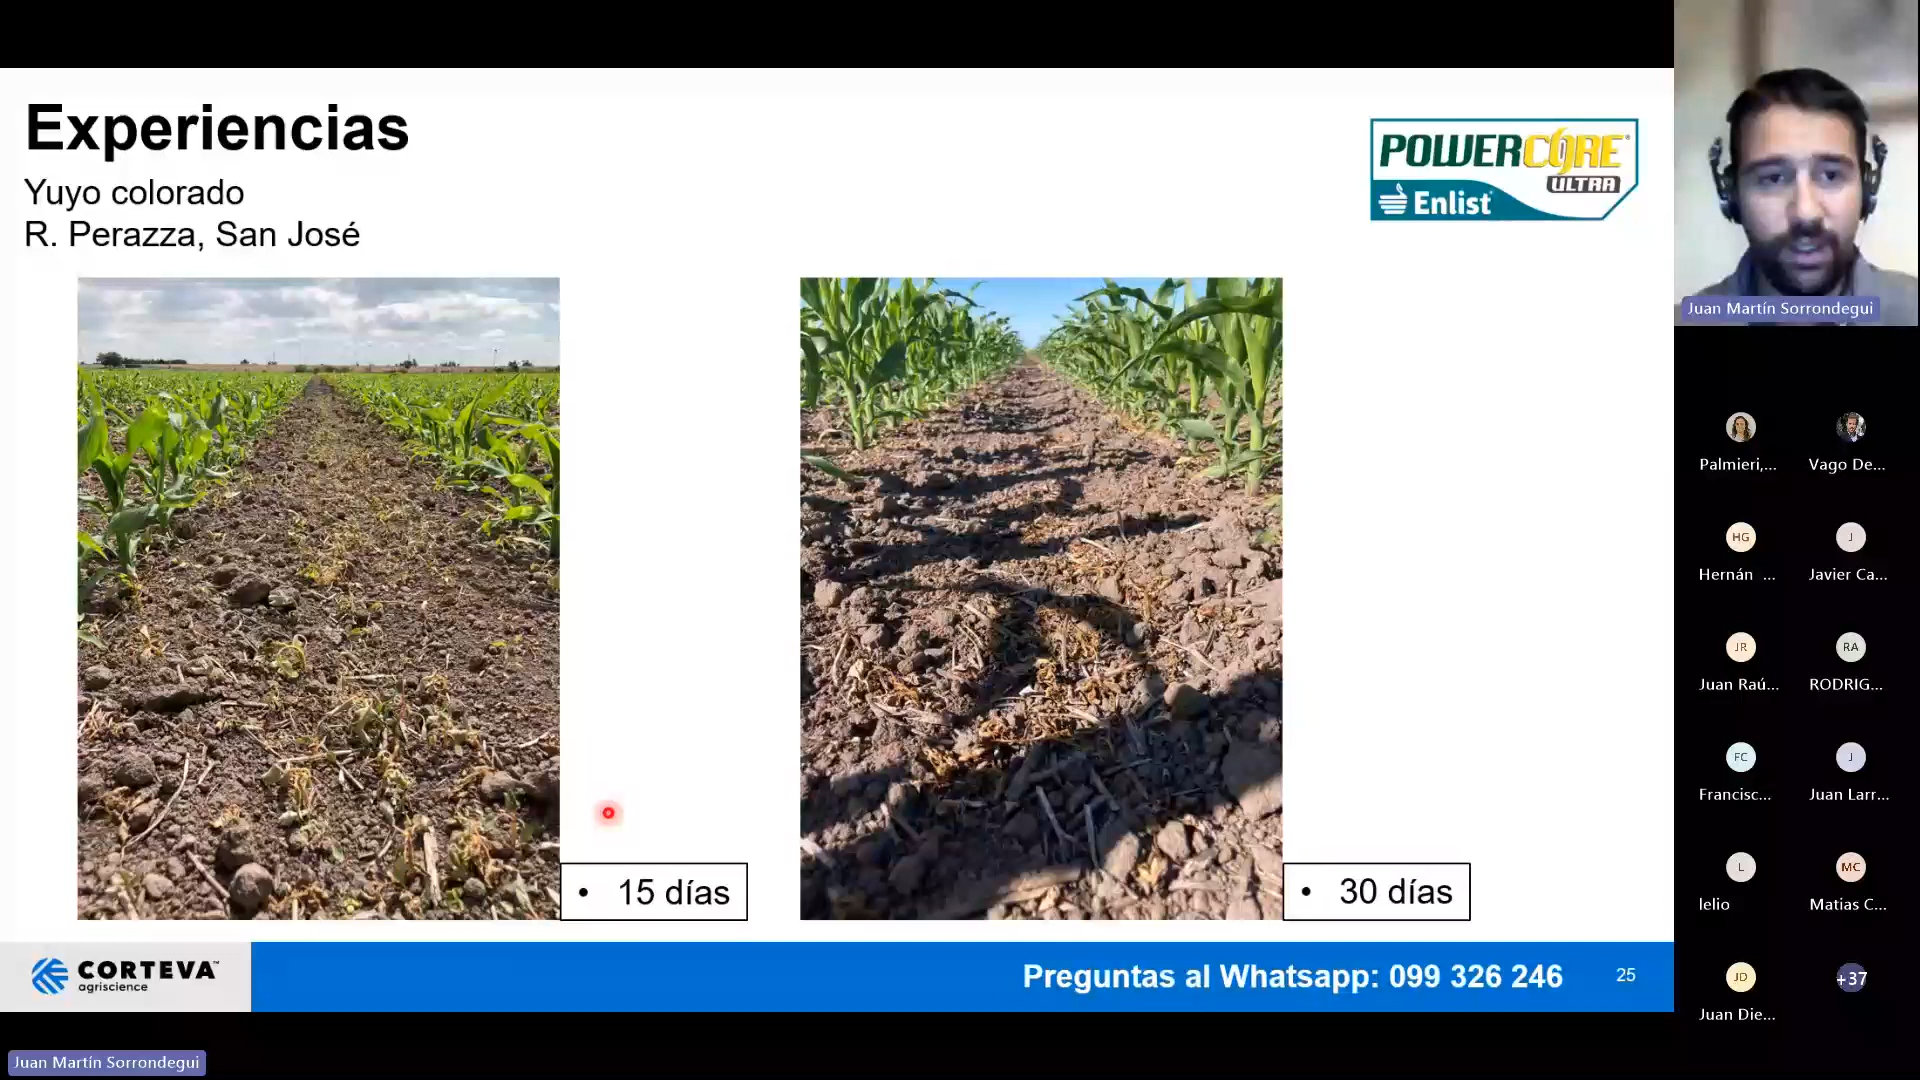 Experiencias
Yuyo colorado
R. Perazza, San José
POWERCORE®
ULTRA
Enlist
• 15 días
• 30 días
CORTEVA™
agriscience
Preguntas al Whatsapp: 099 326 246
25
Juan Martín Sorrondegui
Palmieri,...
Vago De...
HG
J
Hernán ...
Javier Ca...
JR
RA
Juan Raú...
RODRIG...
FC
J
Francisc...
Juan Larr...
L
MC
lelio
Matias C...
JD
+37
Juan Die...
Juan Martín Sorrondegui